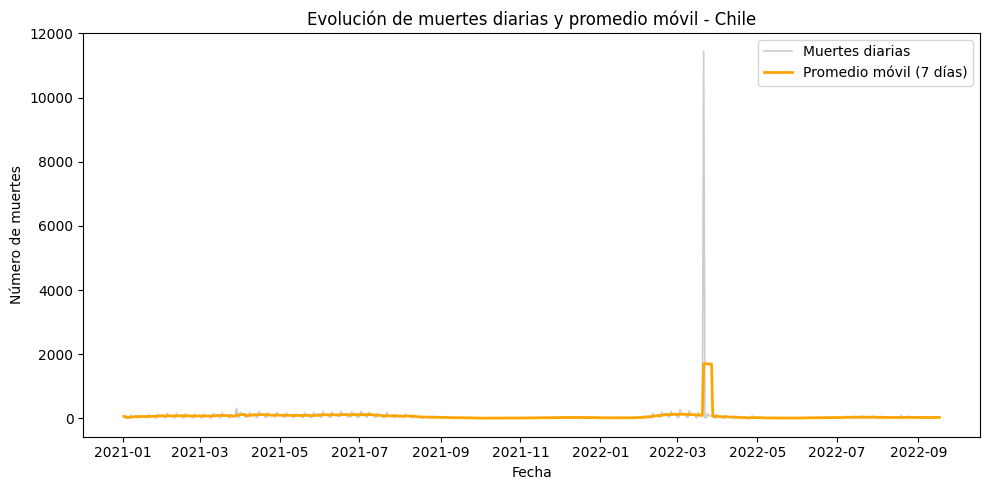 Evolución de muertes diarias y promedio móvil - Chile
Muertes diarias
Promedio móvil (7 días)
Número de muertes
12000
10000
8000
6000
4000
2000
0
2021-01 2021-03 2021-05 2021-07 2021-09 2021-11 2022-01 2022-03 2022-05 2022-07 2022-09
Fecha